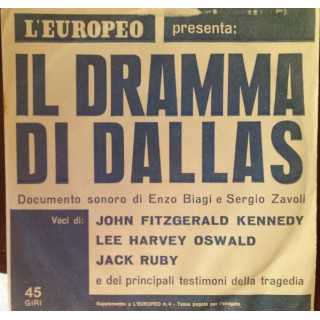 L'EUROPEO presenta:
IL DRAMMA
DI DALLAS
Documento sonoro di Enzo Biagi e Sergio Zavoli
Voci di: JOHN FITZGERALD KENNEDY
LEE HARVEY OSWALD
JACK RUBY
e dei principali testimoni della tragedia
45
GIRI
Supplemento a L'EUROPEO n. 4 - Tassa pagata per l'allegato